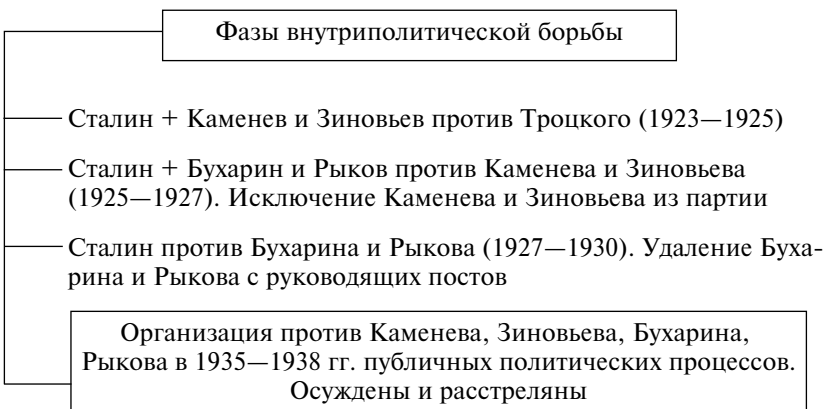 Фазы внутриполитической борьбы
Сталин + Каменев и Зиновьев против Троцкого (1923—1925)
Сталин + Бухарин и Рыков против Каменева и Зиновьева
(1925—1927). Исключение Каменева и Зиновьева из партии
Сталин против Бухарина и Рыкова (1927—1930). Удаление Буха-
рина и Рыкова с руководящих постов
Организация против Каменева, Зиновьева, Бухарина,
Рыкова в 1935—1938 гг. публичных политических процессов.
Осуждены и расстреляны